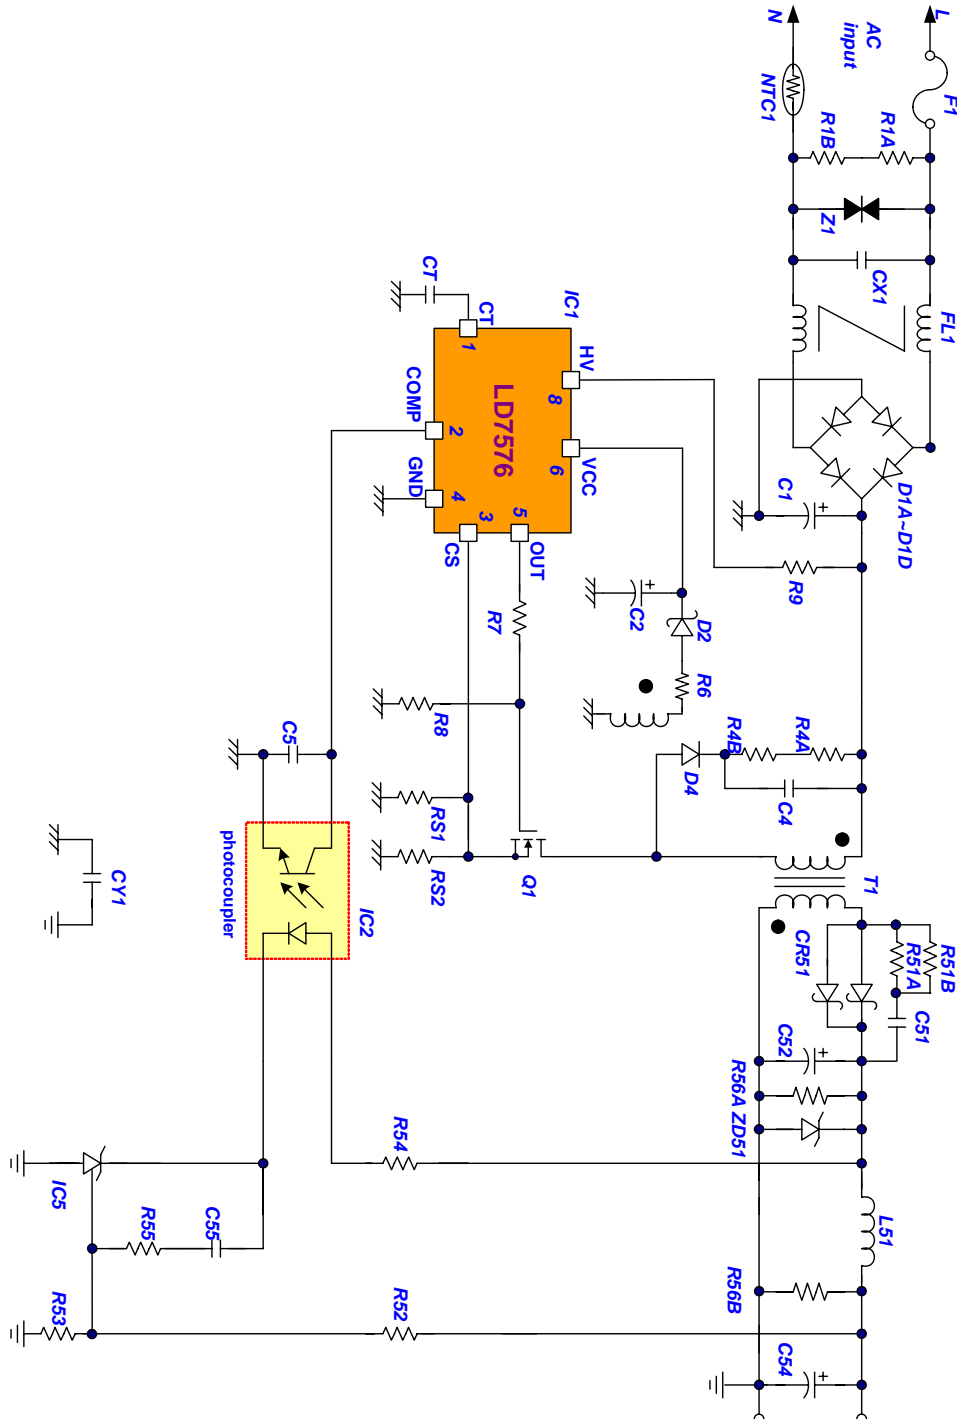 L
F1
N
AC
input
NTC1
R1A
R1B
Z1
CX1
FL1
D1A~D1D
C1
R9
R4A
R4B
C4
D4
T1
R51B
R51A
C51
CR51
C52
R56A
ZD51
L51
R56B
C54
CT
CT
1
IC1
HV
8
VCC
6
LD7576
COMP
2
GND
4
3
CS
5
OUT
D2
C2
R6
R7
R8
RS1
RS2
Q1
C5
photocoupler
IC2
CY1
R54
IC5
R55
C55
R53
R52